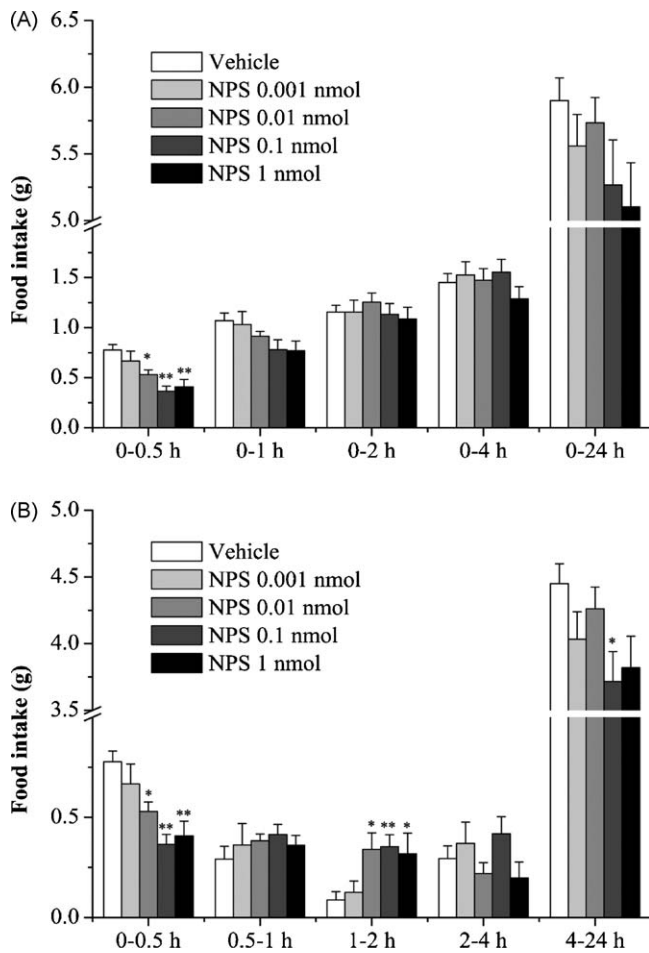 (A)
6.5
6.0
5.5
5.0
1.5
1.0
0.5
0.0
Food intake (g)
Vehicle
NPS 0.001 nmol
NPS 0.01 nmol
NPS 0.1 nmol
NPS 1 nmol
* ** **
0-0.5 h 0-1 h 0-2 h 0-4 h 0-24 h
(B)
5.0
4.5
4.0
3.5
0.5
0.0
Food intake (g)
Vehicle
NPS 0.001 nmol
NPS 0.01 nmol
NPS 0.1 nmol
NPS 1 nmol
* ** ** * ** * *
0-0.5 h 0.5-1 h 1-2 h 2-4 h 4-24 h